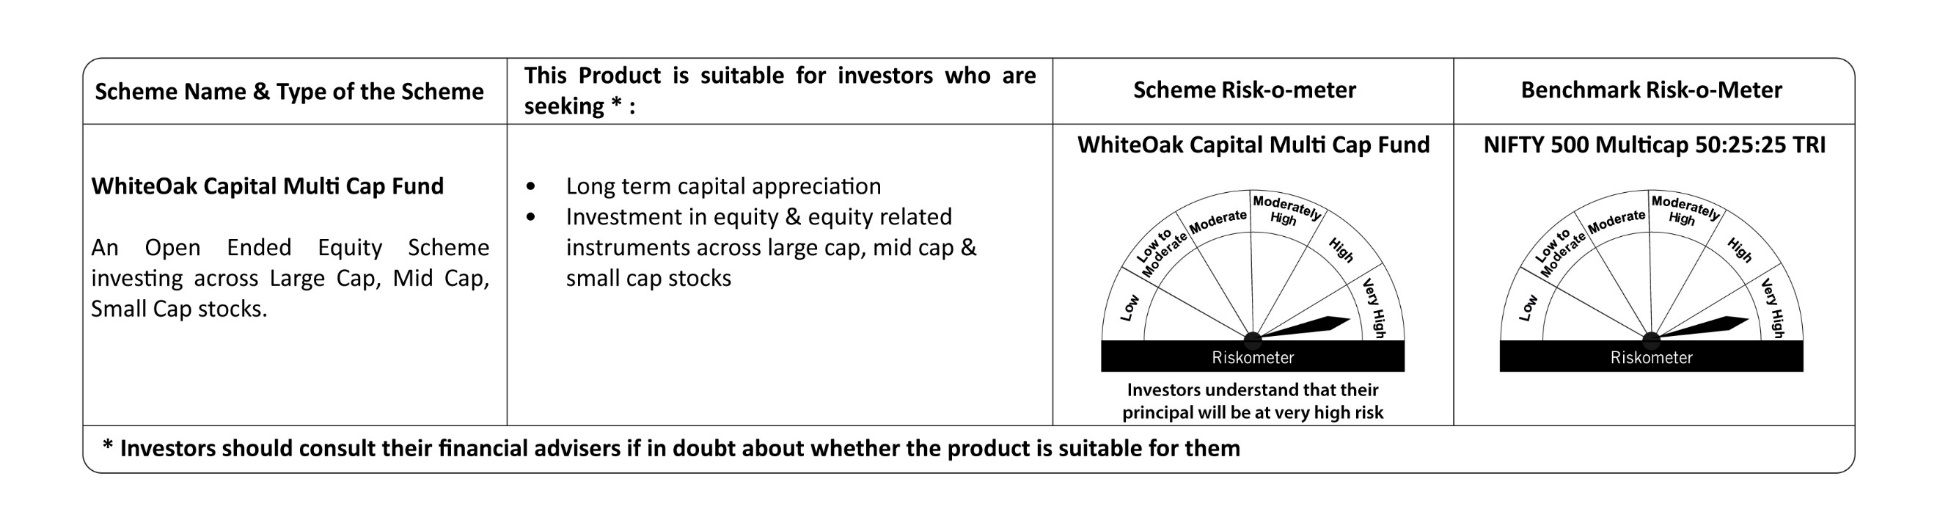 Scheme Name & Type of the Scheme
This Product is suitable for investors who are
seeking * :
Scheme Risk-o-meter
Benchmark Risk-o-Meter
WhiteOak Capital Multi Cap Fund
An Open Ended Equity Scheme
investing across Large Cap, Mid Cap,
Small Cap stocks.
• Long term capital appreciation
• Investment in equity & equity related
instruments across large cap, mid cap &
small cap stocks
WhiteOak Capital Multi Cap Fund
Low
Low to
Moderate
Moderate
Moderately
High
High
Very High
Riskometer
Investors understand that their
principal will be at very high risk
NIFTY 500 Multicap 50:25:25 TRI
Low
Low to
Moderate
Moderate
Moderately
High
High
Very High
Riskometer
* Investors should consult their financial advisers if in doubt about whether the product is suitable for them